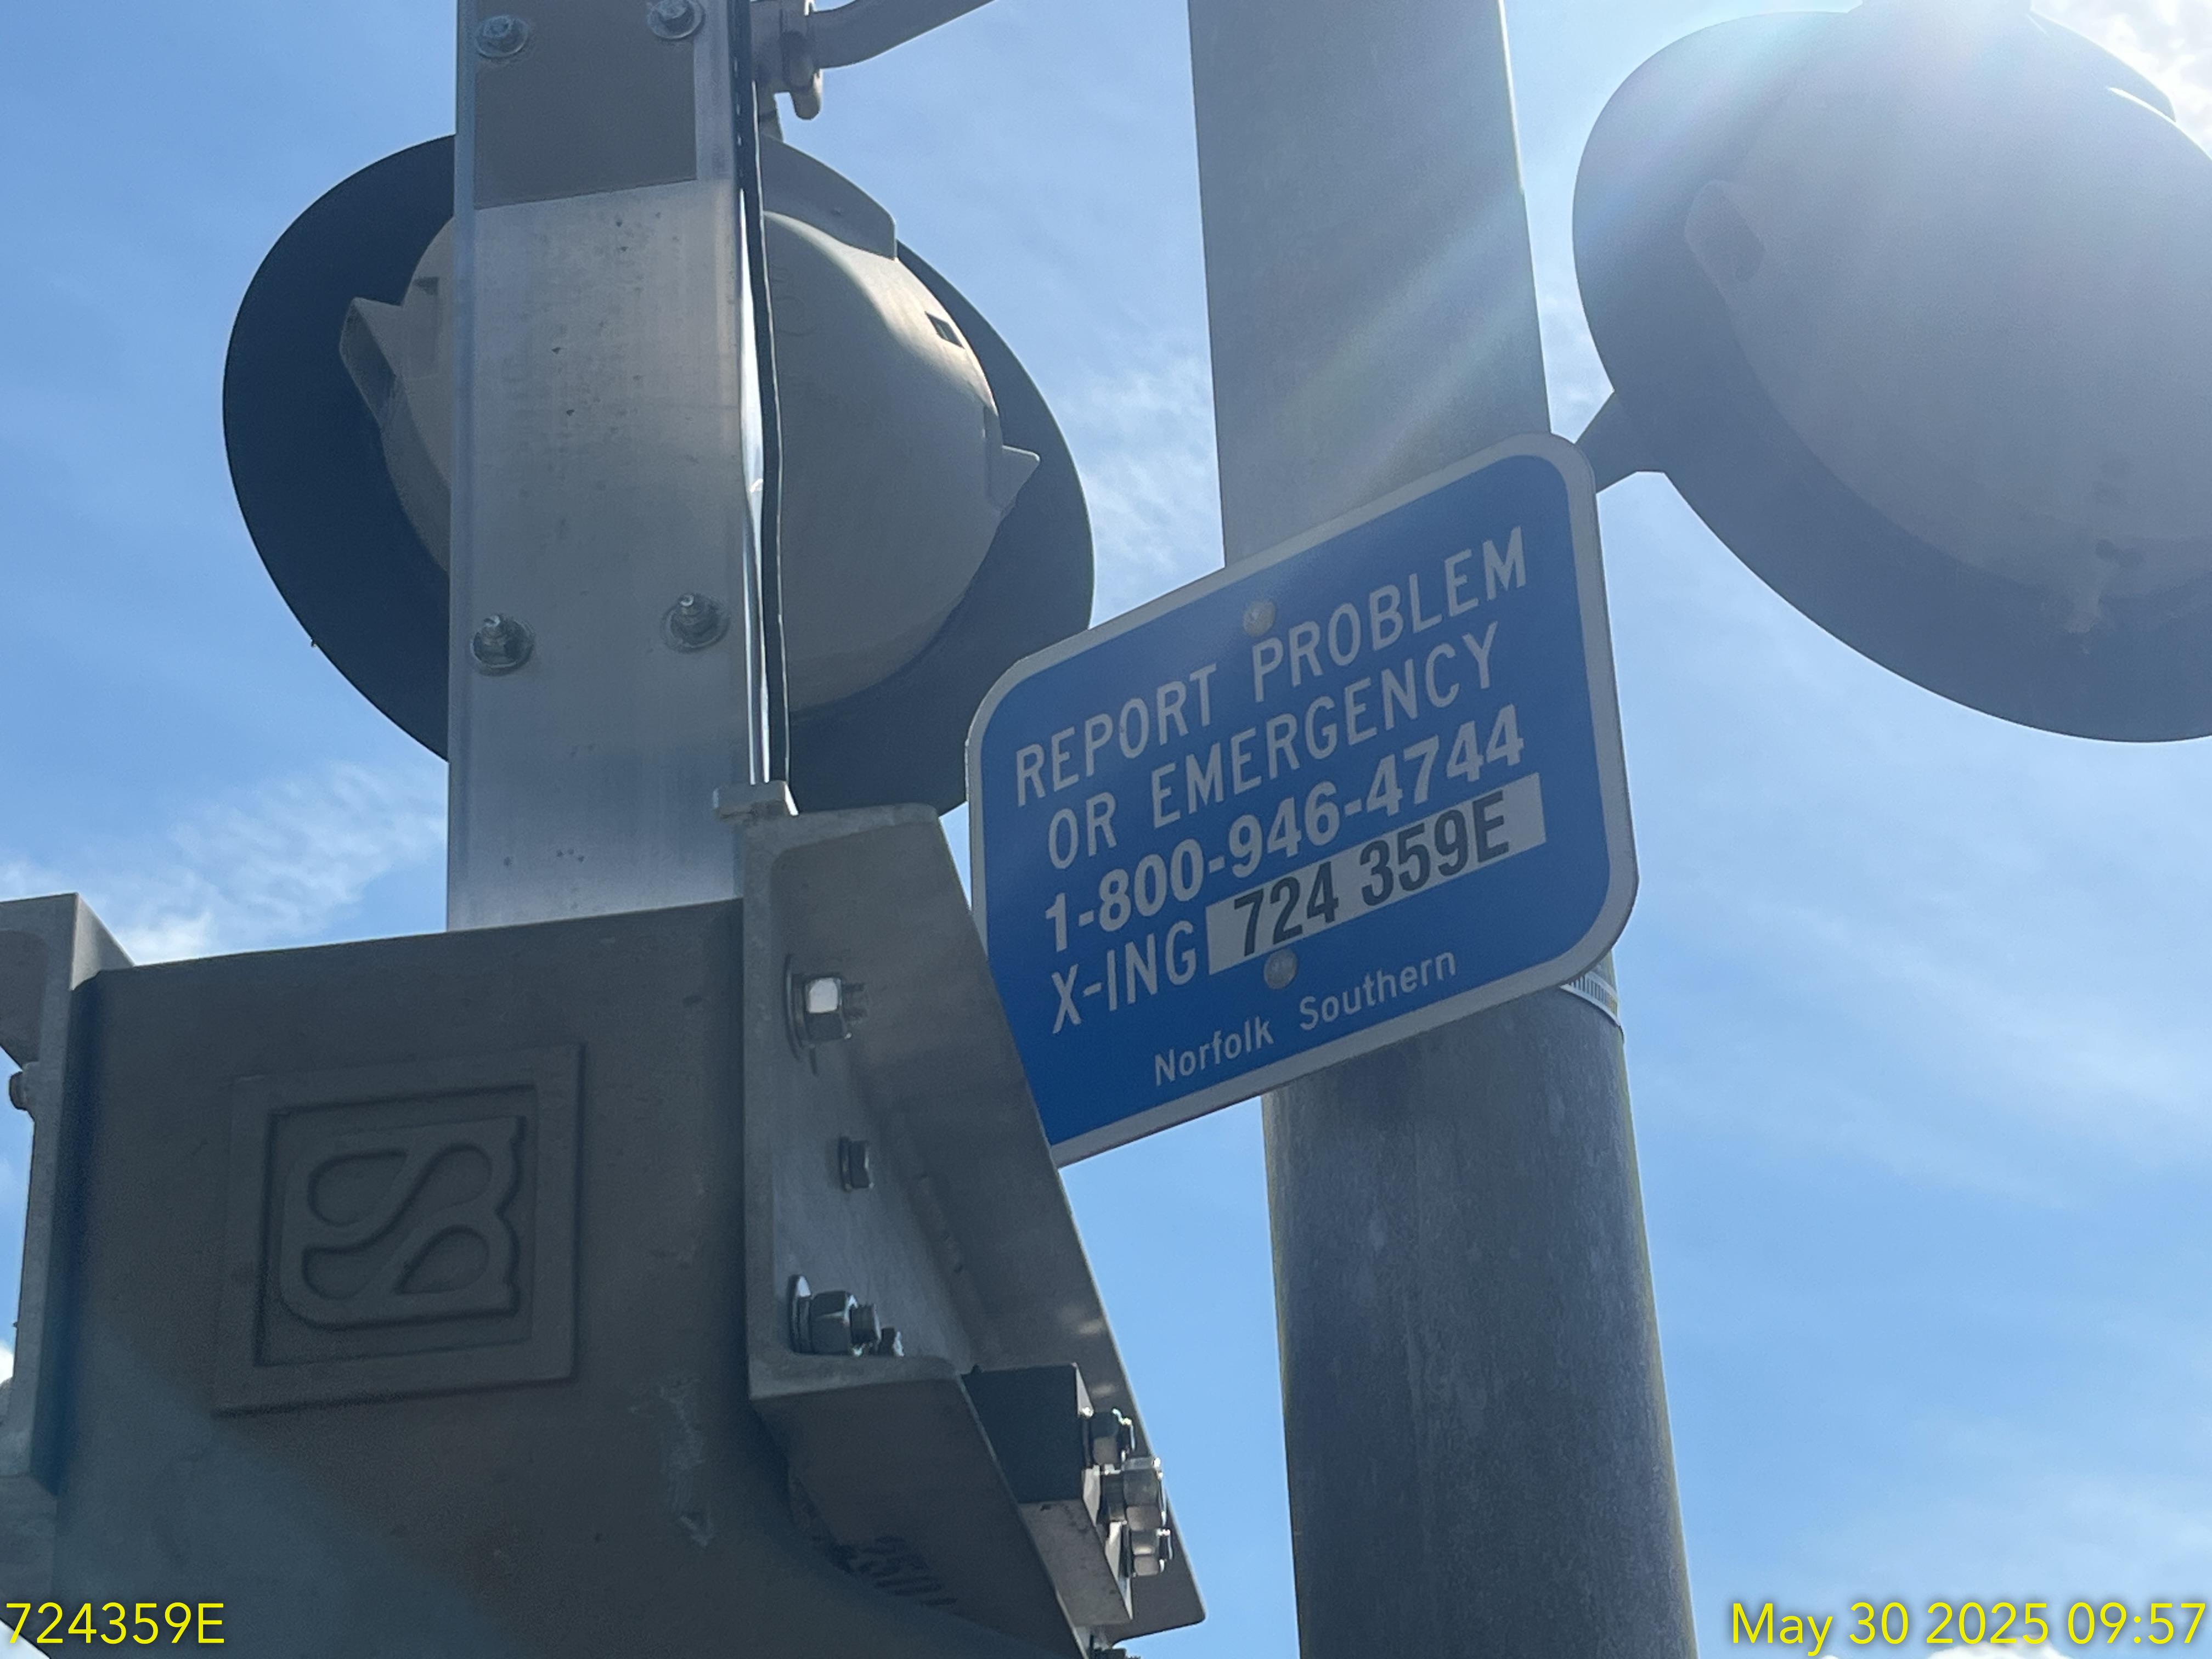 REPORT PROBLEM
OR EMERGENCY
1-800-946-4744
X-ING 724 359E
Norfolk Southern
724359E
May 30 2025 09:57